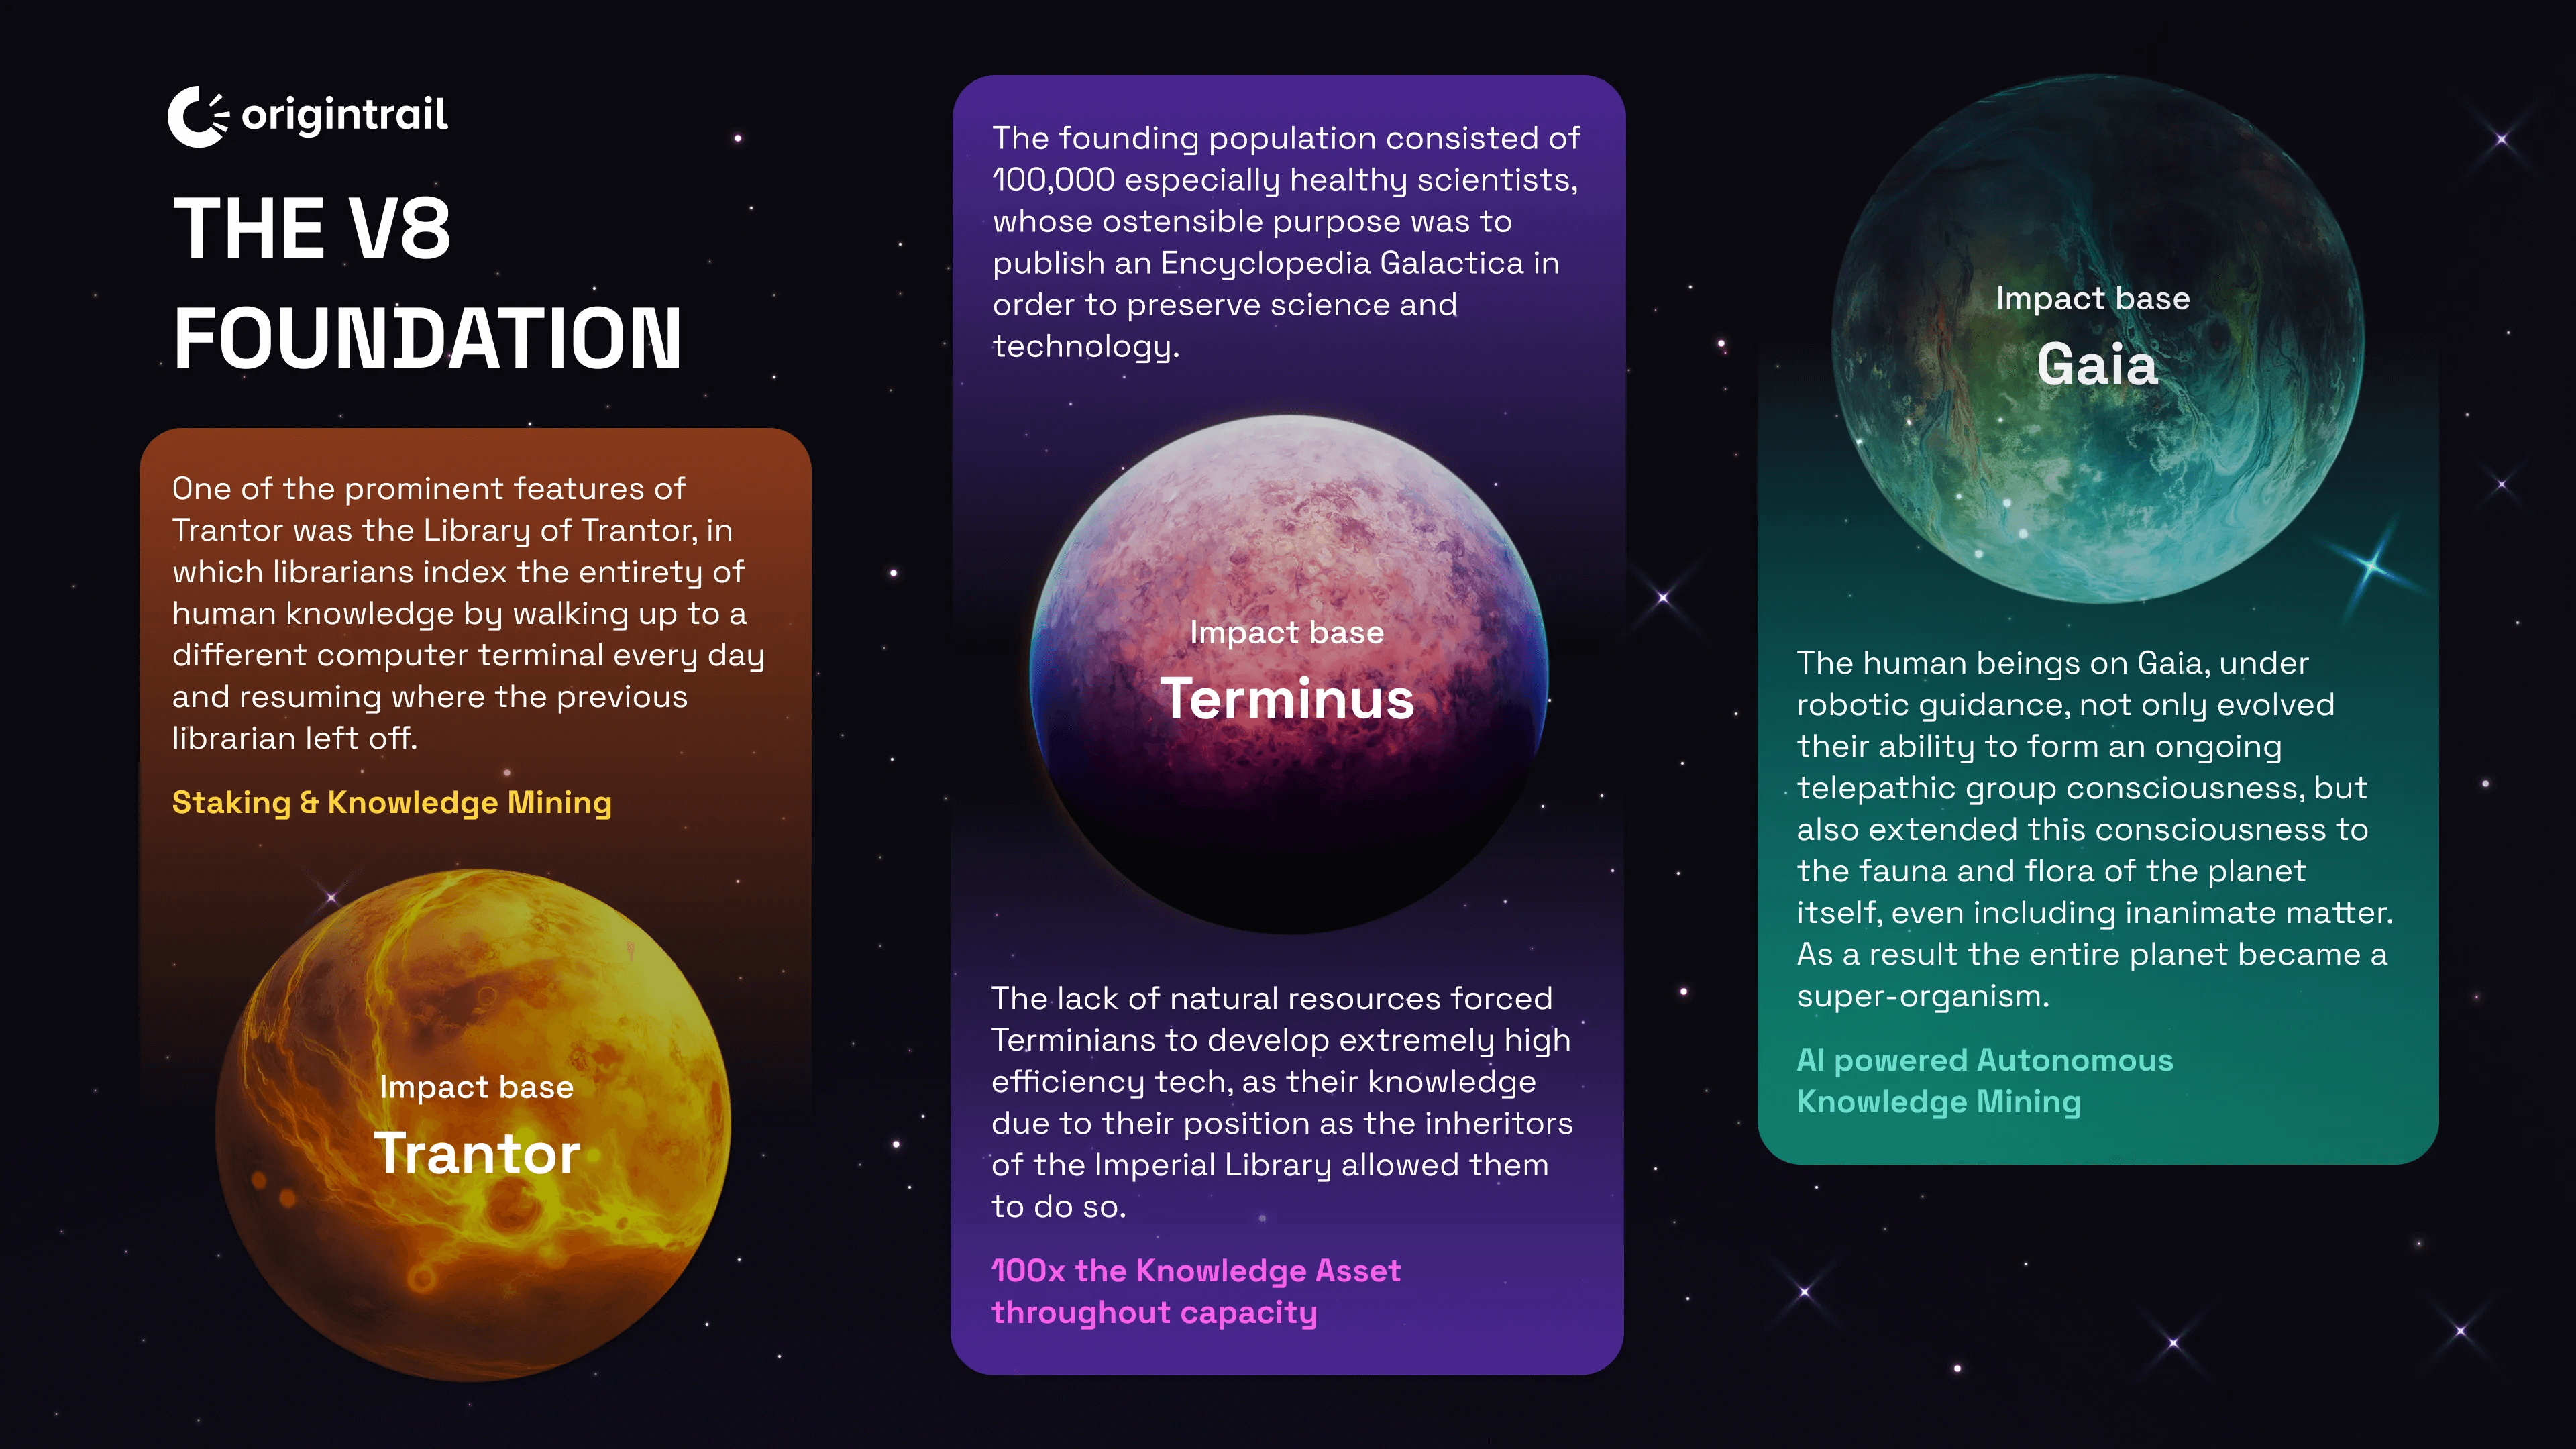 origintrail
THE V8
FOUNDATION
One of the prominent features of
Trantor was the Library of Trantor, in
which librarians index the entirety of
human knowledge by walking up to a
different computer terminal every day
and resuming where the previous
librarian left off.
Staking & Knowledge Mining
Impact base
Trantor
The founding population consisted of
100,000 especially healthy scientists,
whose ostensible purpose was to
publish an Encyclopedia Galactica in
order to preserve science and
technology.
Impact base
Terminus
The lack of natural resources forced
Terminians to develop extremely high
efficiency tech, as their knowledge
due to their position as the inheritors
of the Imperial Library allowed them
to do so.
100x the Knowledge Asset
throughout capacity
Impact base
Gaia
The human beings on Gaia, under
robotic guidance, not only evolved
their ability to form an ongoing
telepathic group consciousness, but
also extended this consciousness to
the fauna and flora of the planet
itself, even including inanimate matter.
As a result the entire planet became a
super-organism.
AI powered Autonomous
Knowledge Mining